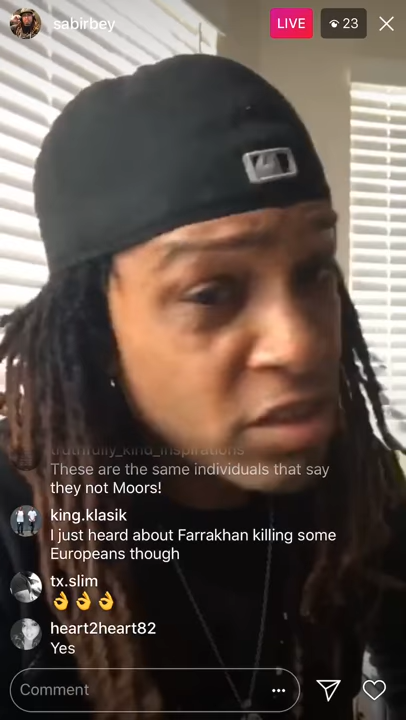 sabirbey
LIVE
23
truthfully_kind_inspirations
These are the same individuals that say
they not Moors!
king.klasik
I just heard about Farrakhan killing some
Europeans though
tx.slim
👌👌👌
heart2heart82
Yes
Comment